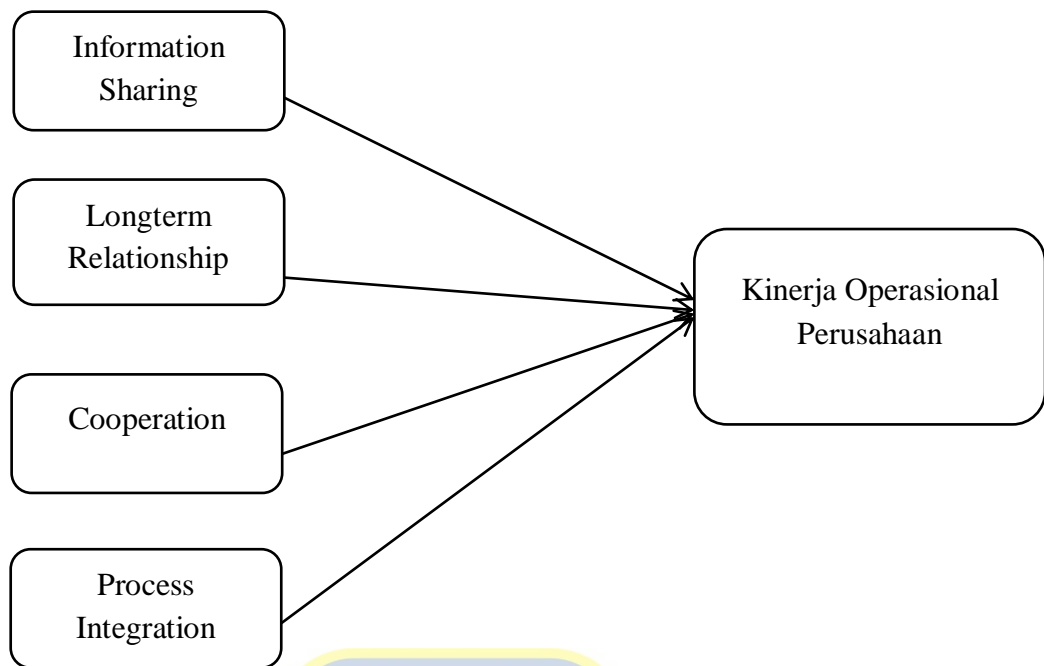 Information
Sharing
Longterm
Relationship
Kinerja Operasional
Perusahaan
Cooperation
Process
Integration